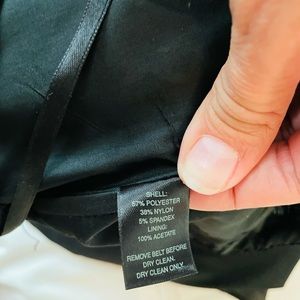 SHELL:
57% POLYESTER
38% NYLON
5% SPANDEX
LINING:
100% ACETATE
REMOVE BELT BEFORE
DRY CLEAN.
DRY CLEAN ONLY